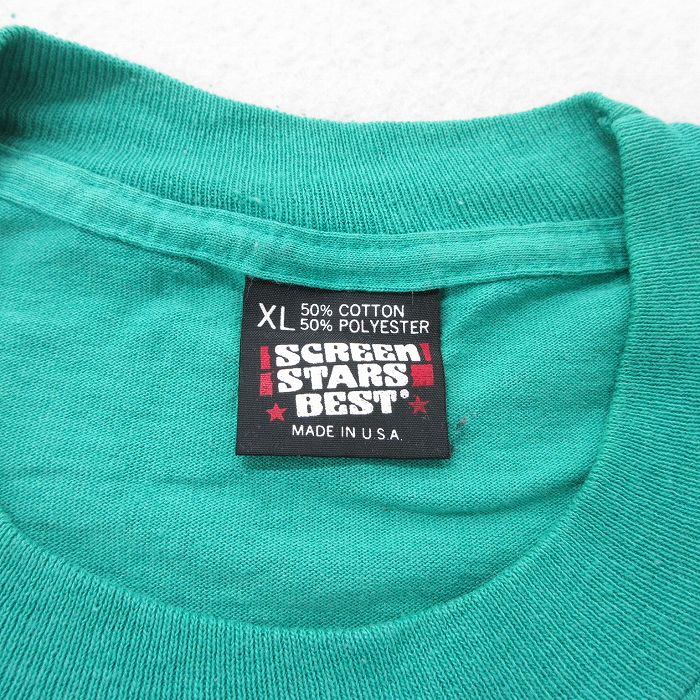 XL 50% COTTON
50% POLYESTER
SCREEN
STARS
BEST®
MADE IN U.S.A.